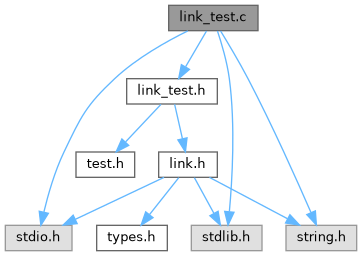 link_test.c
link_test.h
test.h
link.h
stdio.h
types.h
stdlib.h
string.h